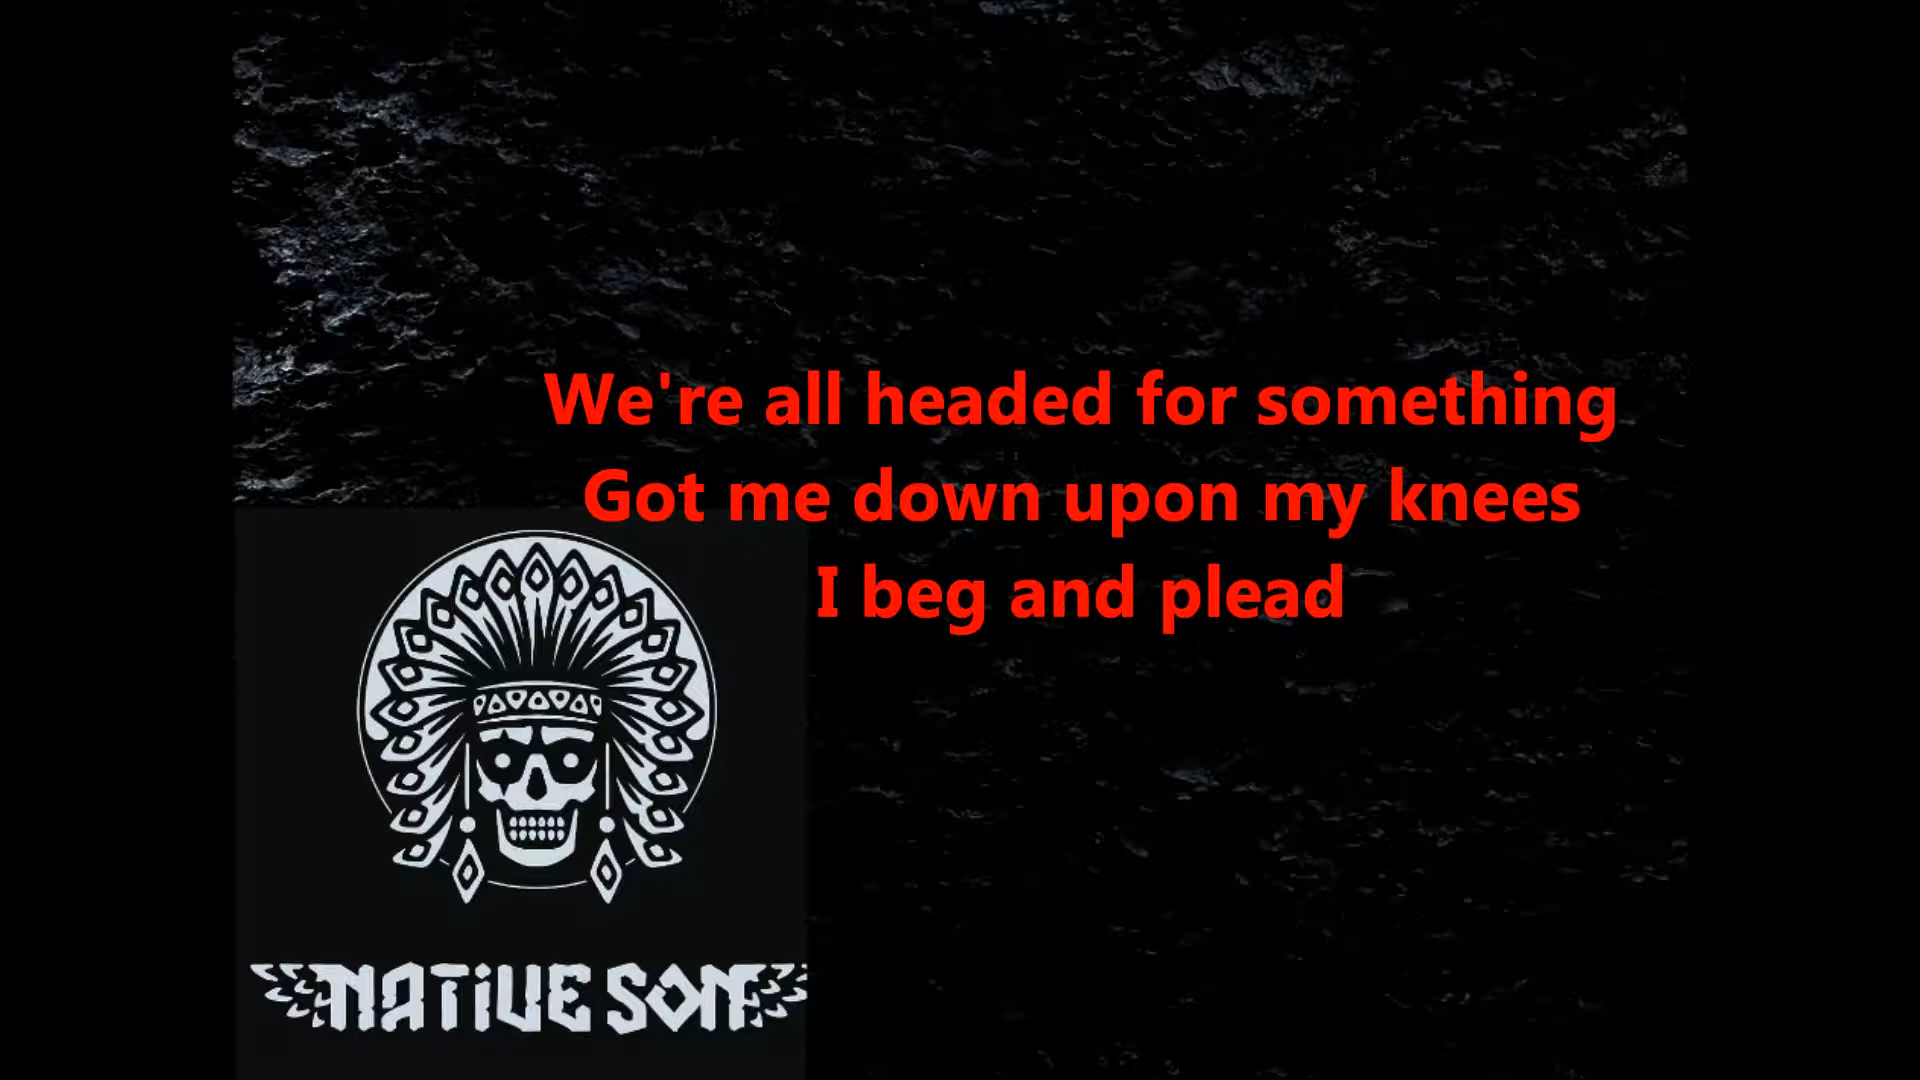 We're all headed for something
Got me down upon my knees
I beg and plead
NATIVE SON